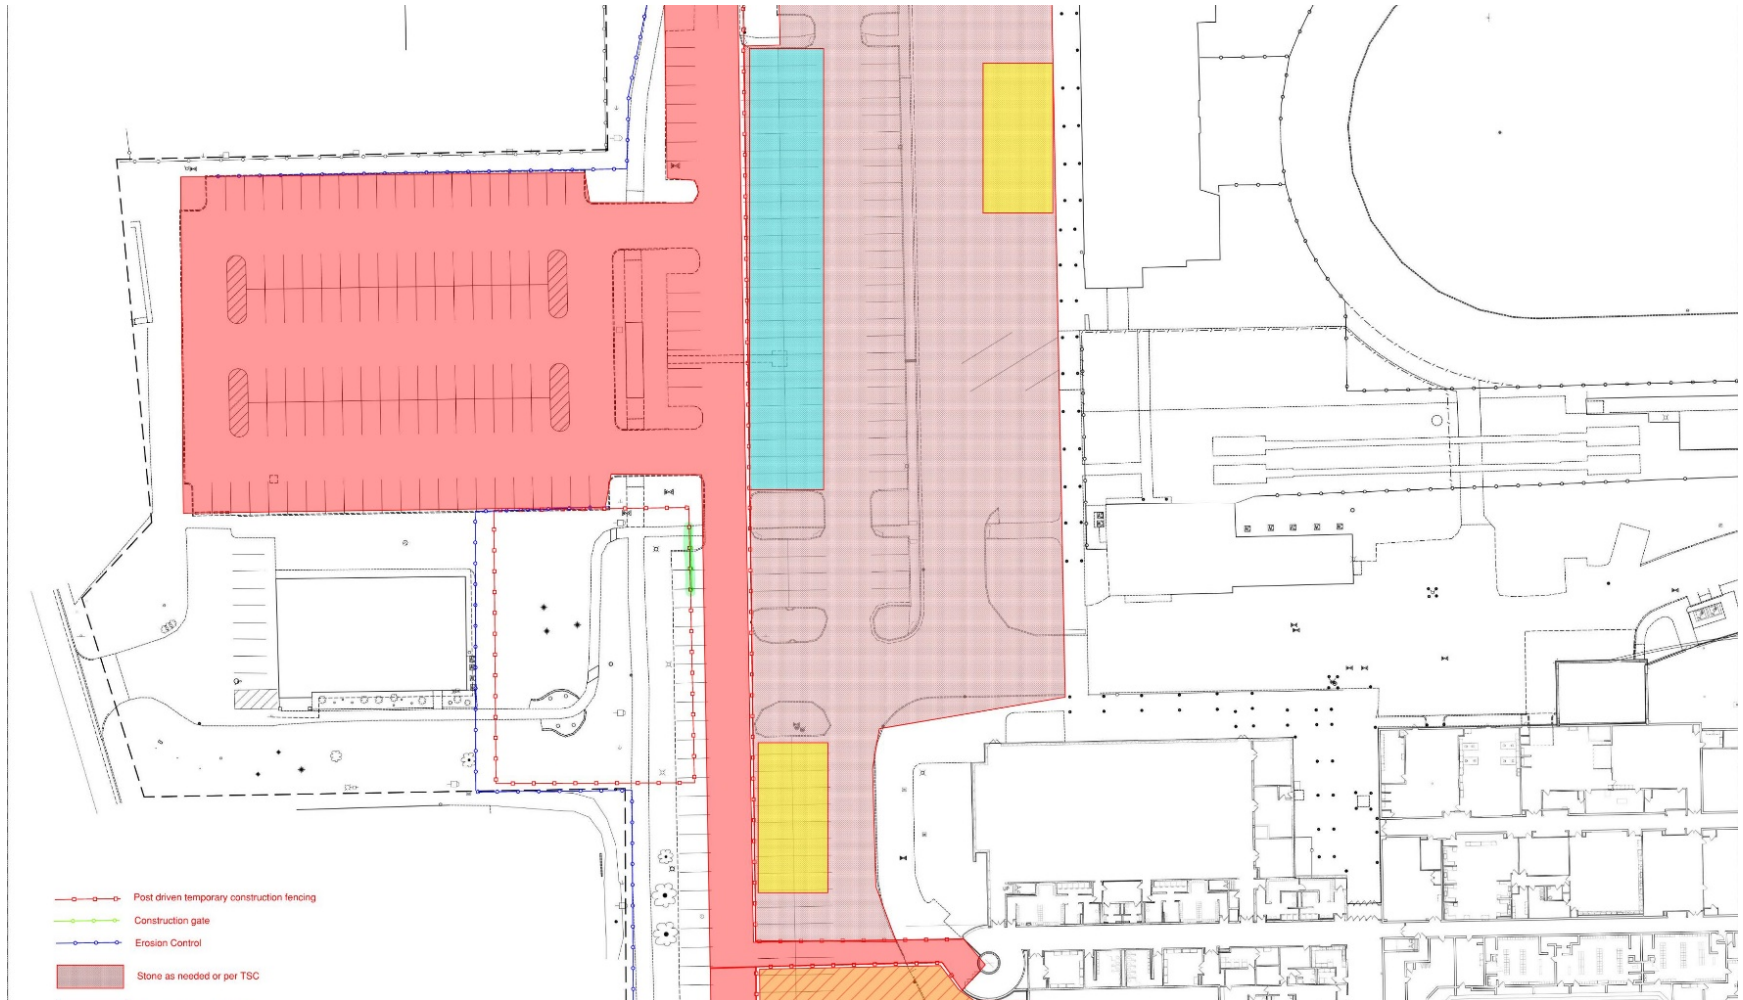 Post driven temporary construction fencing
Construction gate
Erosion Control
Stone as needed or per TSC